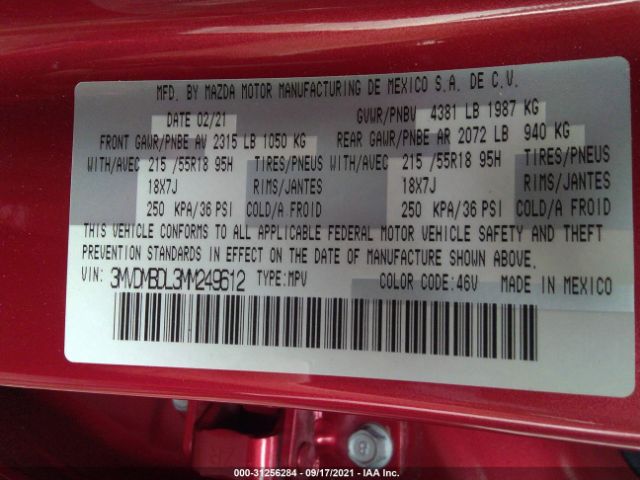 MFD. BY MAZDA MOTOR MANUFACTURING DE MEXICO S.A. DE C.V.
DATE 02/21 GVWR/PNBV 4381 LB 1987 KG
FRONT GAWR/PNBE AV 2315 LB 1050 KG REAR GAWR/PNBE AR 2072 LB 940 KG
WITH/AVEC 215 /55R18 95H TIRES/PNEUS WITH/AVEC 215 /55R18 95H TIRES/PNEUS
18X7J RIMS/JANTES 18X7J RIMS/JANTES
250 KPA/36 PSI COLD/A FROID 250 KPA/36 PSI COLD/A FROID
THIS VEHICLE CONFORMS TO ALL APPLICABLE FEDERAL MOTOR VEHICLE SAFETY AND THEFT
PREVENTION STANDARDS IN EFFECT ON THE DATE OF MANUFACTURE SHOWN ABOVE.
VIN: 3MVDMBDL3MM249612 TYPE:MPV COLOR CODE:46V MADE IN MEXICO
000-31256284 - 09/17/2021 - IAA Inc.